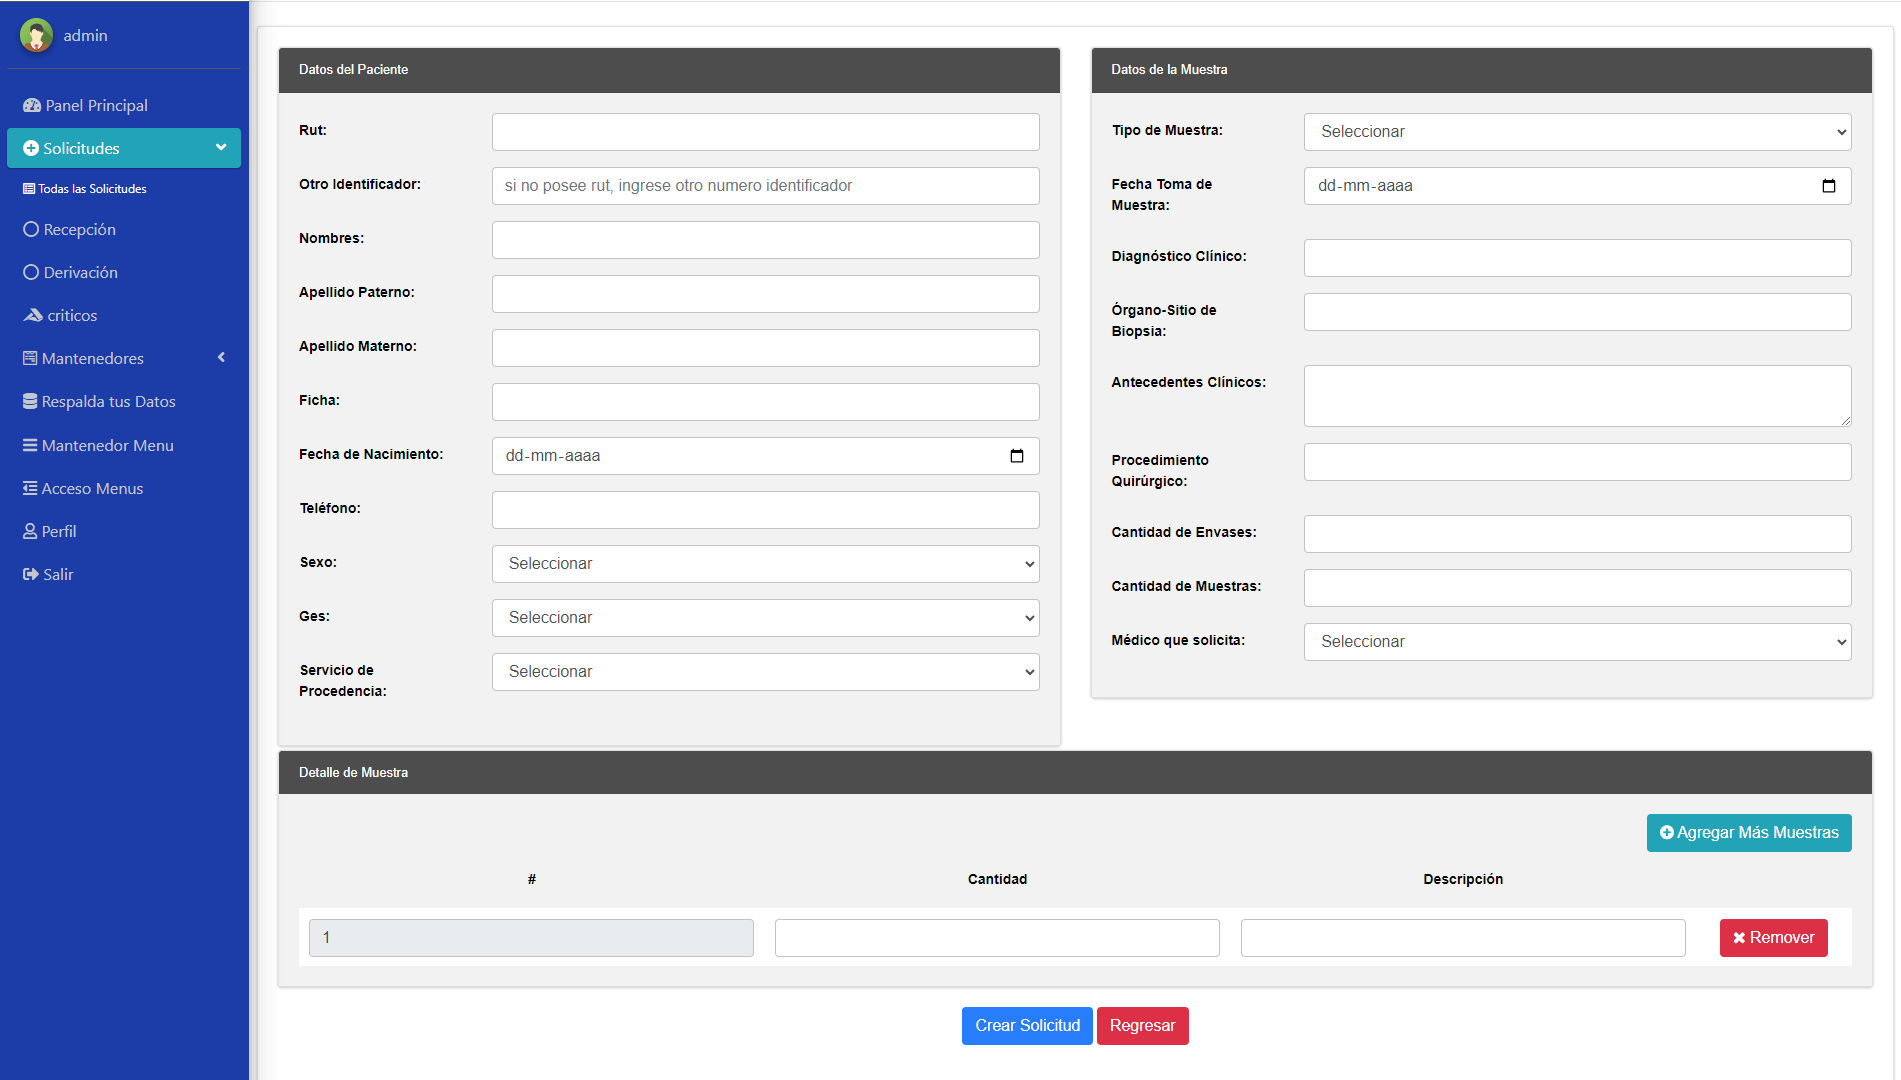 admin
Panel Principal
Solicitudes
Todas las Solicitudes
Recepción
Derivación
criticos
Mantenedores
Respalda tus Datos
Mantenedor Menu
Acceso Menus
Perfil
Salir
Datos del Paciente
Rut:
Otro Identificador:
si no posee rut, ingrese otro numero identificador
Nombres:
Apellido Paterno:
Apellido Materno:
Ficha:
Fecha de Nacimiento:
dd-mm-aaaa
Teléfono:
Sexo:
Seleccionar
Ges:
Seleccionar
Servicio de
Procedencia:
Seleccionar
Datos de la Muestra
Tipo de Muestra:
Seleccionar
Fecha Toma de
Muestra:
dd-mm-aaaa
Diagnóstico Clínico:
Órgano-Sitio de
Biopsia:
Antecedentes Clínicos:
Procedimiento
Quirúrgico:
Cantidad de Envases:
Cantidad de Muestras:
Médico que solicita:
Seleccionar
Detalle de Muestra
Agregar Más Muestras
# Cantidad Descripción
1 Remover
Crear Solicitud Regresar